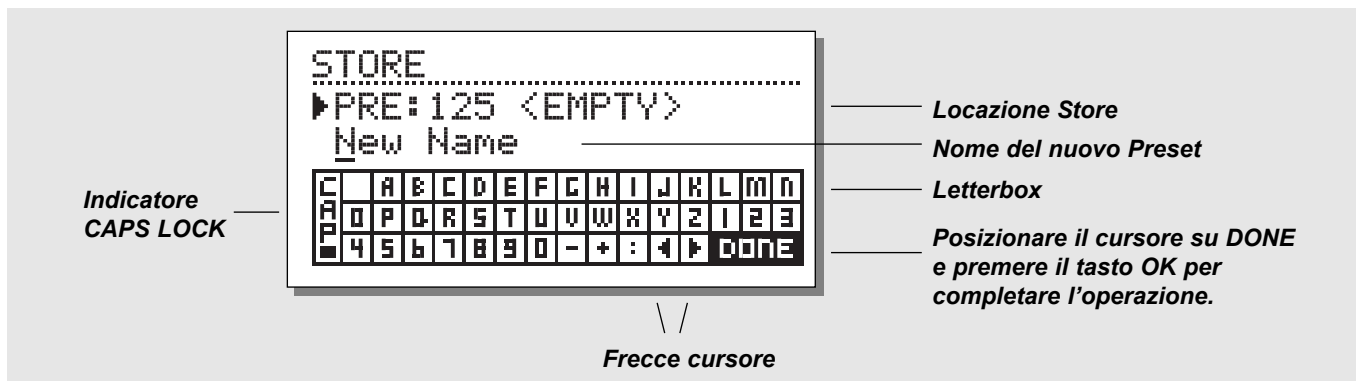 STORE
PRE:125 <EMPTY>
New Name
CAP A B C D E F G H I J K L M N
O P Q R S T U V W X Y Z 1 2 3
4 5 6 7 8 9 0 - + : ◀ ▶ DONE
Indicatore
CAPS LOCK
Locazione Store
Nome del nuovo Preset
Letterbox
Posizionare il cursore su DONE
e premere il tasto OK per
completare l’operazione.
Frecce cursore